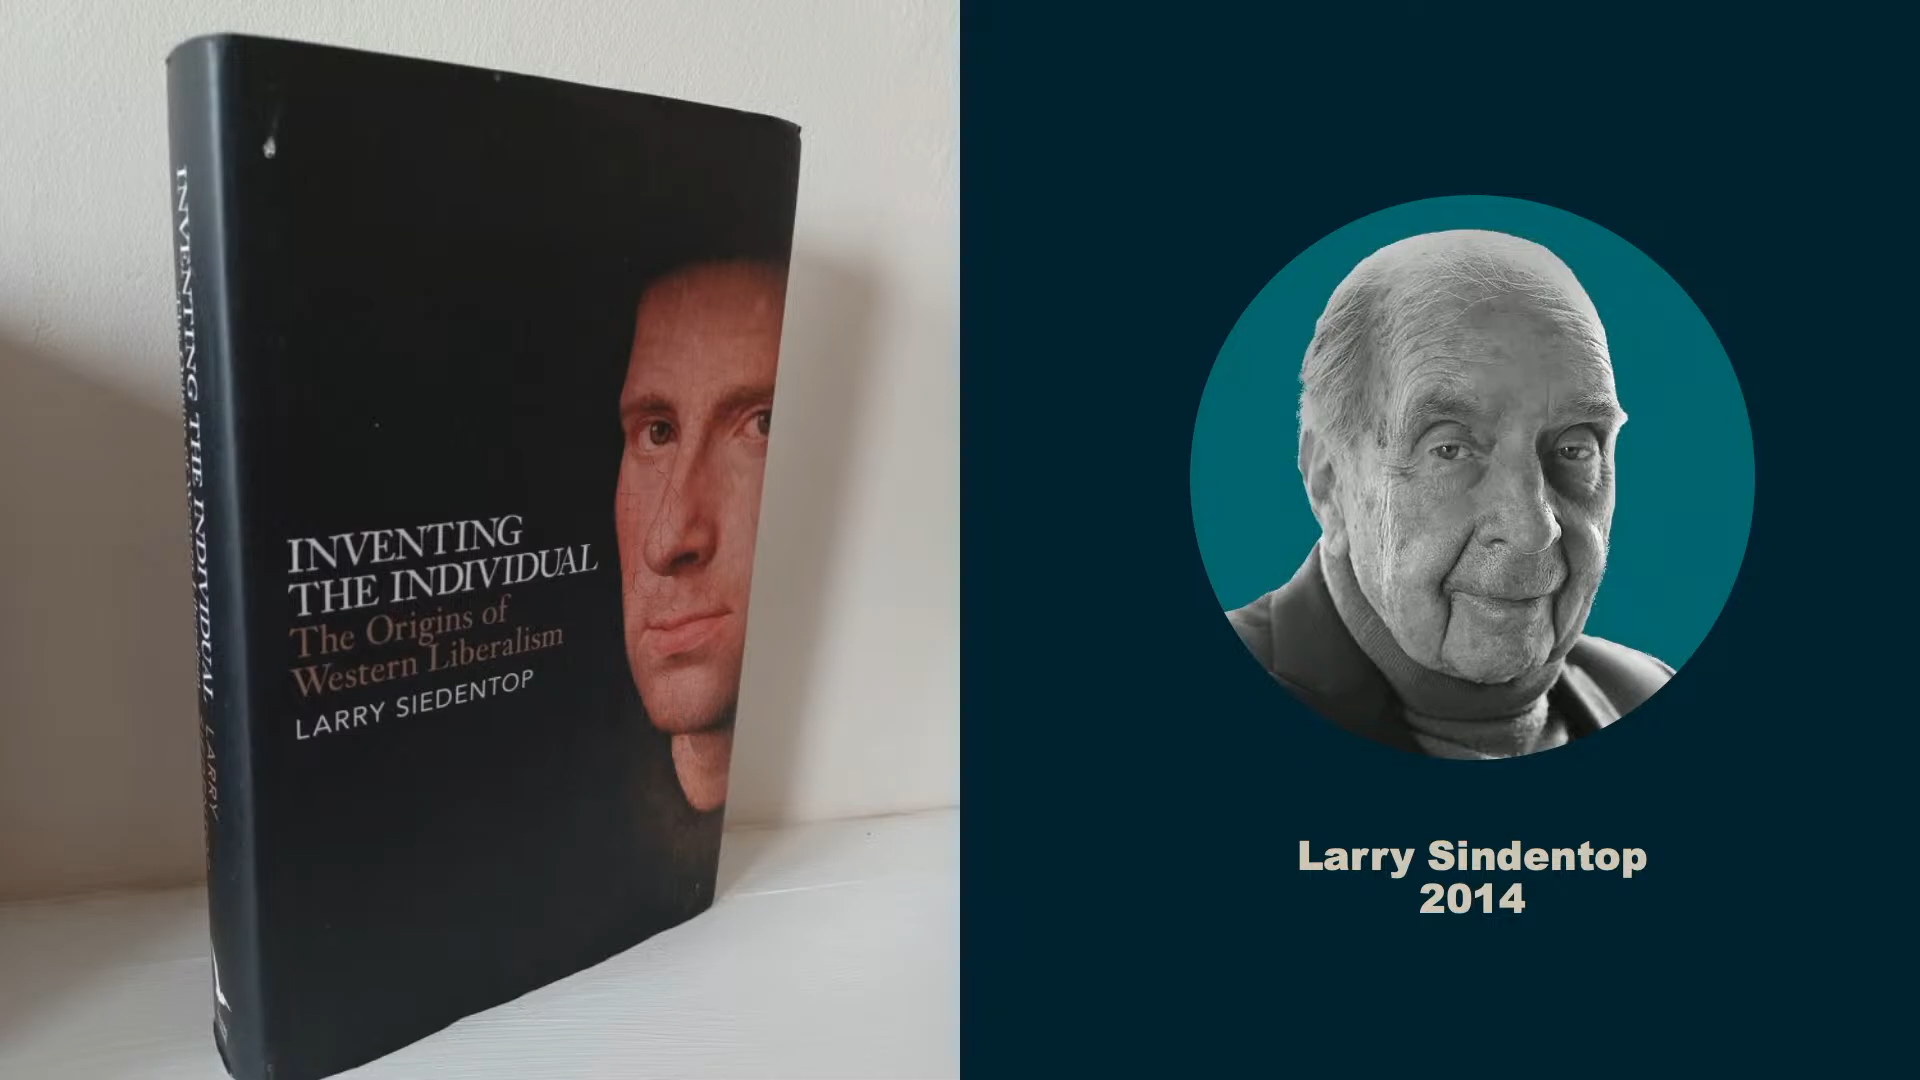 INVENTING THE INDIVIDUAL LARRY
INVENTING
THE INDIVIDUAL
The Origins of
Western Liberalism
LARRY SIEDENTOP
Larry Sindentop
2014